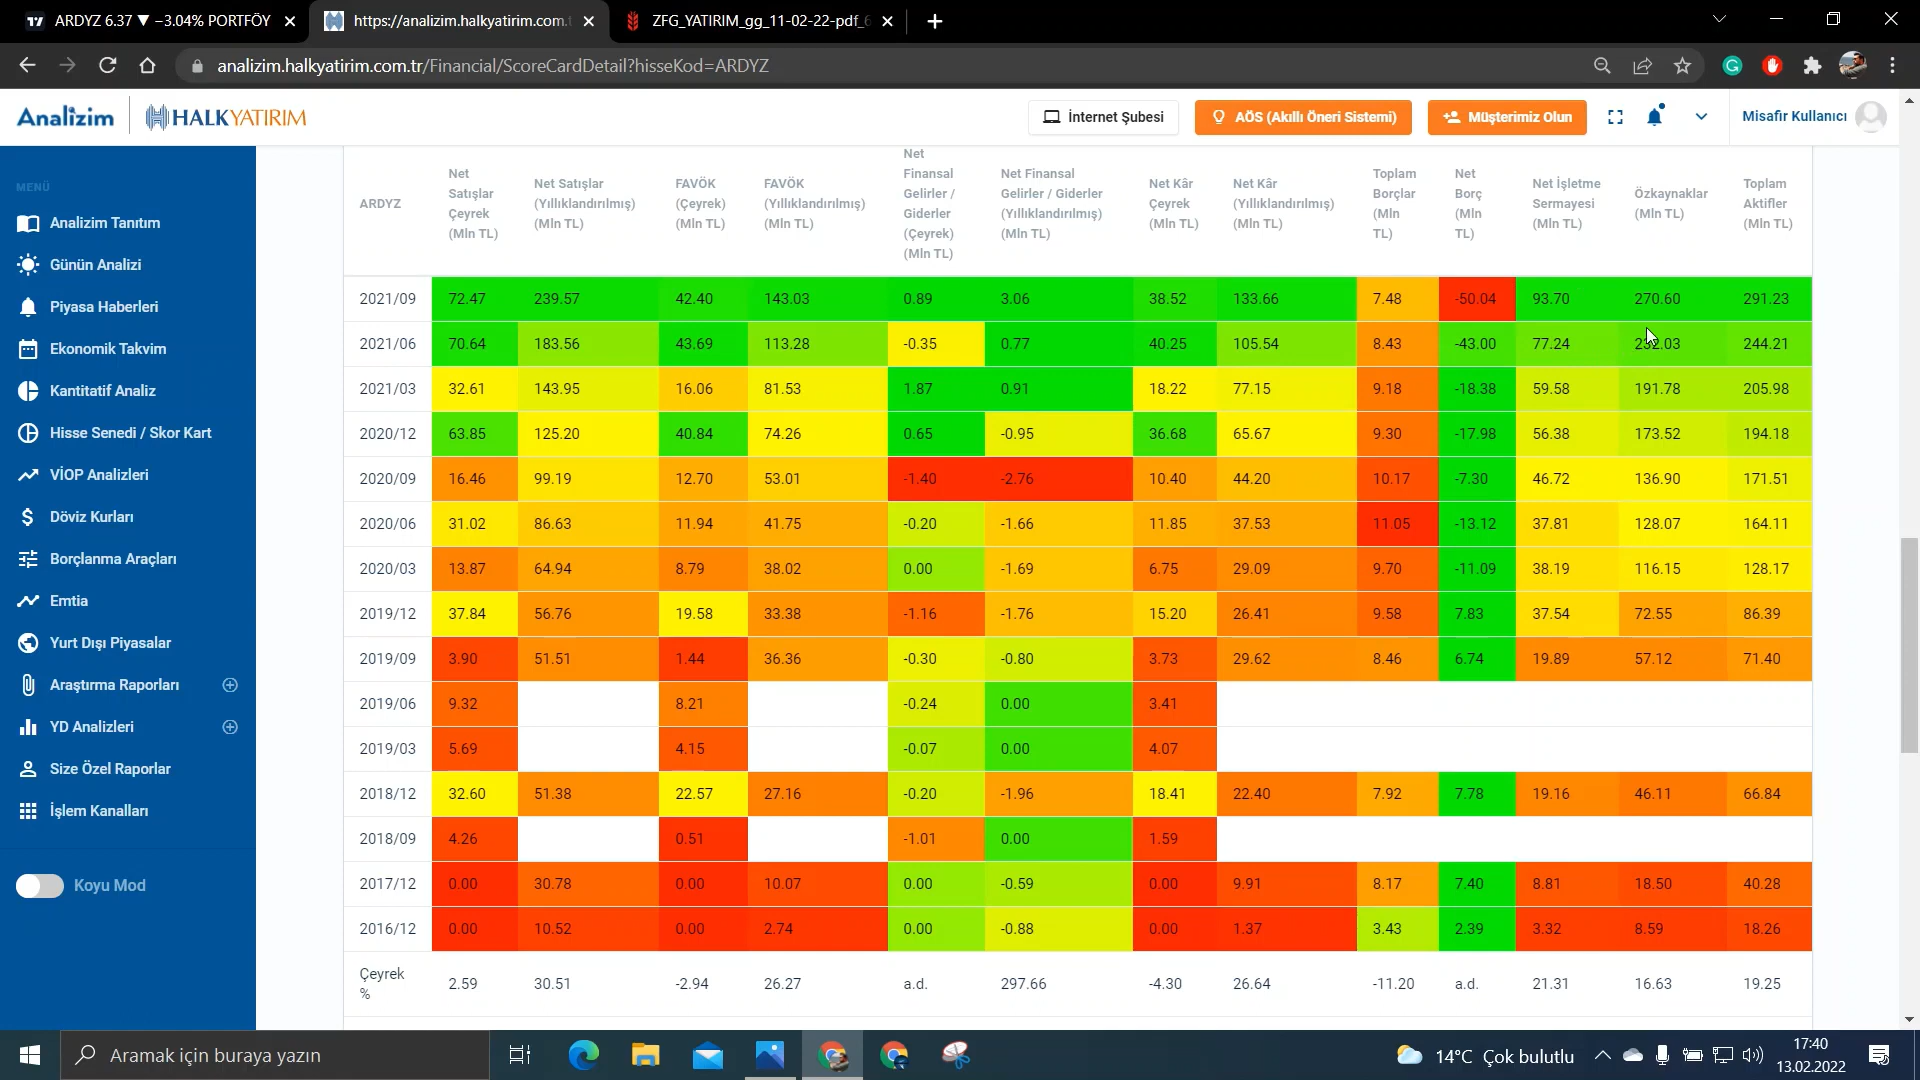 ARDYZ 6.37 ▼ −3.04% PORTFÖY
https://analizim.halkyatirim.com.t
ZFG_YATIRIM_gg_11-02-22-pdf_6
analizim.halkyatirim.com.tr/Financial/ScoreCardDetail?hisseKod=ARDYZ
Analizim
HALKYATIRIM
İnternet Şubesi
AÖS (Akıllı Öneri Sistemi)
Müşterimiz Olun
Misafir Kullanıcı
MENÜ
Analizim Tanıtım
Günün Analizi
Piyasa Haberleri
Ekonomik Takvim
Kantitatif Analiz
Hisse Senedi / Skor Kart
VİOP Analizleri
Döviz Kurları
Borçlanma Araçları
Emtia
Yurt Dışı Piyasalar
Araştırma Raporları
YD Analizleri
Size Özel Raporlar
İşlem Kanalları
Koyu Mod
ARDYZ
Net Satışlar Çeyrek (Mln TL)
Net Satışlar (Yıllıklandırılmış) (Mln TL)
FAVÖK (Çeyrek) (Mln TL)
FAVÖK (Yıllıklandırılmış) (Mln TL)
Net Finansal Gelirler / Giderler (Çeyrek) (Mln TL)
Net Finansal Gelirler / Giderler (Yıllıklandırılmış) (Mln TL)
Net Kâr Çeyrek (Mln TL)
Net Kâr (Yıllıklandırılmış) (Mln TL)
Toplam Borçlar (Mln TL)
Net Borç (Mln TL)
Net İşletme Sermayesi (Mln TL)
Özkaynaklar (Mln TL)
Toplam Aktifler (Mln TL)
2021/09 72.47 239.57 42.40 143.03 0.89 3.06 38.52 133.66 7.48 -50.04 93.70 270.60 291.23
2021/06 70.64 183.56 43.69 113.28 -0.35 0.77 40.25 105.54 8.43 -43.00 77.24 232.03 244.21
2021/03 32.61 143.95 16.06 81.53 1.87 0.91 18.22 77.15 9.18 -18.38 59.58 191.78 205.98
2020/12 63.85 125.20 40.84 74.26 0.65 -0.95 36.68 65.67 9.30 -17.98 56.38 173.52 194.18
2020/09 16.46 99.19 12.70 53.01 -1.40 -2.76 10.40 44.20 10.17 -7.30 46.72 136.90 171.51
2020/06 31.02 86.63 11.94 41.75 -0.20 -1.66 11.85 37.53 11.05 -13.12 37.81 128.07 164.11
2020/03 13.87 64.94 8.79 38.02 0.00 -1.69 6.75 29.09 9.70 -11.09 38.19 116.15 128.17
2019/12 37.84 56.76 19.58 33.38 -1.16 -1.76 15.20 26.41 9.58 7.83 37.54 72.55 86.39
2019/09 3.90 51.51 1.44 36.36 -0.30 -0.80 3.73 29.62 8.46 6.74 19.89 57.12 71.40
2019/06 9.32 8.21 -0.24 0.00 3.41
2019/03 5.69 4.15 -0.07 0.00 4.07
2018/12 32.60 51.38 22.57 27.16 -0.20 -1.96 18.41 22.40 7.92 7.78 19.16 46.11 66.84
2018/09 4.26 0.51 -1.01 0.00 1.59
2017/12 0.00 30.78 0.00 10.07 0.00 -0.59 0.00 9.91 8.17 7.40 8.81 18.50 40.28
2016/12 0.00 10.52 0.00 2.74 0.00 -0.88 0.00 1.37 3.43 2.39 3.32 8.59 18.26
Çeyrek % 2.59 30.51 -2.94 26.27 a.d. 297.66 -4.30 26.64 -11.20 a.d. 21.31 16.63 19.25
Aramak için buraya yazın
14°C Çok bulutlu
17:40
13.02.2022